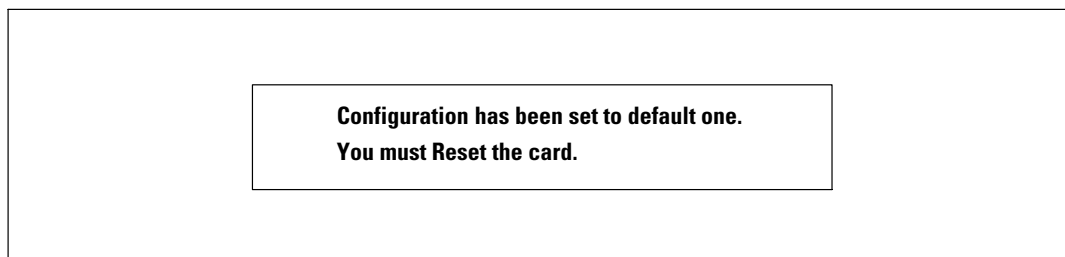 Configuration has been set to default one.
You must Reset the card.